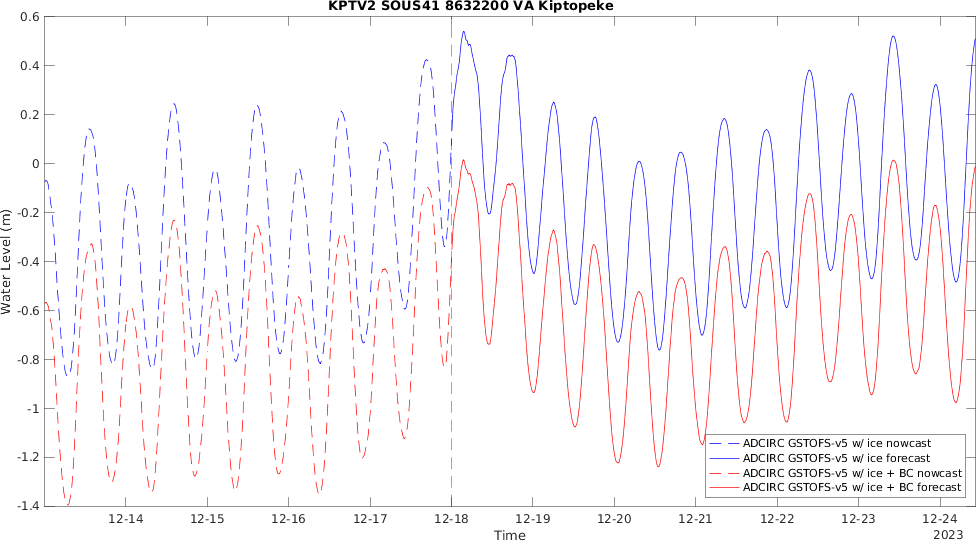 KPTV2 SOUS41 8632200 VA Kiptopeke
0.6
0.4
0.2
0
-0.2
-0.4
-0.6
-0.8
-1
-1.2
-1.4
Water Level (m)
ADCIRC GSTOFS-v5 w/ ice nowcast
ADCIRC GSTOFS-v5 w/ ice forecast
ADCIRC GSTOFS-v5 w/ ice + BC nowcast
ADCIRC GSTOFS-v5 w/ ice + BC forecast
12-14 12-15 12-16 12-17 12-18 12-19 12-20 12-21 12-22 12-23 12-24
Time 2023